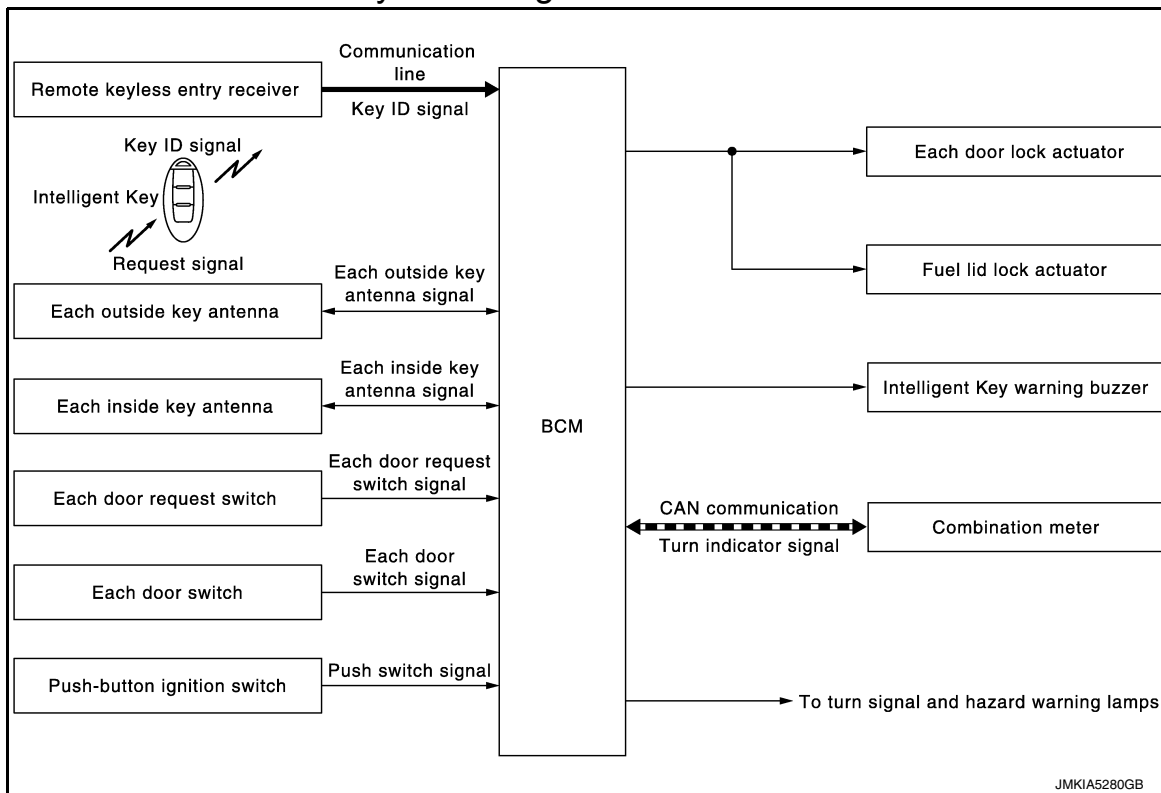 Communication
line
Remote keyless entry receiver
Key ID signal
Key ID signal
Intelligent Key
Request signal
Each outside key
antenna signal
Each outside key antenna
Each inside key
antenna signal
Each inside key antenna
Each door request
switch signal
Each door request switch
Each door
switch signal
Each door switch
Push switch signal
Push-button ignition switch
BCM
Each door lock actuator
Fuel lid lock actuator
Intelligent Key warning buzzer
CAN communication
Turn indicator signal
Combination meter
To turn signal and hazard warning lamps
JMKIA5280GB